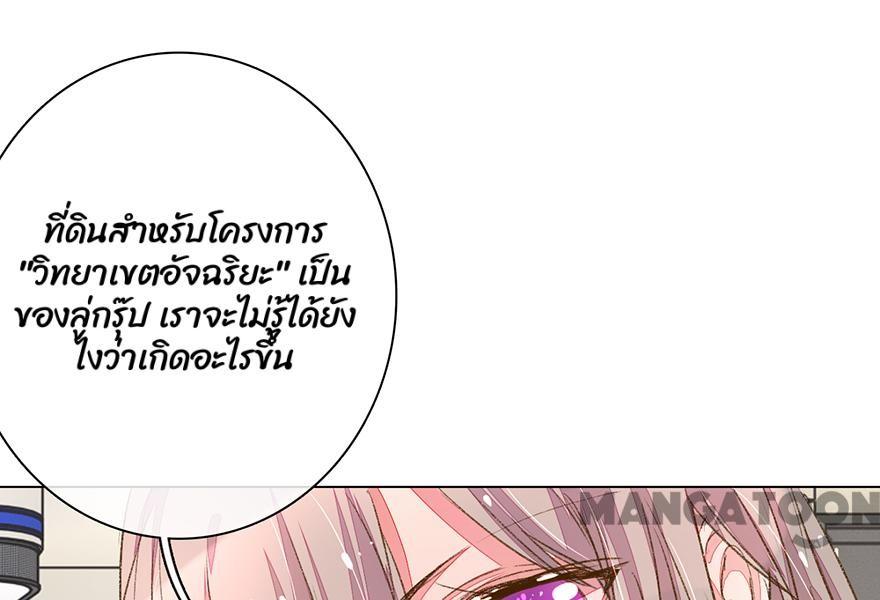 ที่ดินสำหรับโครงการ
"วิทยาเขตอัจฉริยะ" เป็น
ของลู่กรุ๊ป เราจะไม่รู้ได้ยัง
ไงว่าเกิดอะไรขึ้น
MANGATOON